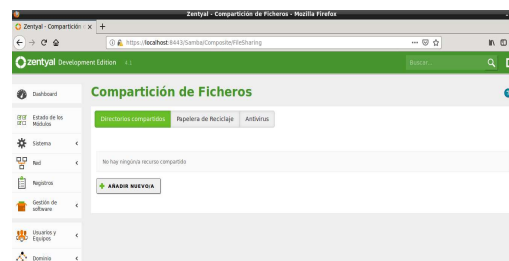 Zentyal - Compartición de Ficheros - Mozilla Firefox
Zentyal - Compartición
https://localhost:8443/Samba/Composite/FileSharing
zentyal Development Edition
Buscar...
Dashboard
Estado de los Módulos
Sistema
Red
Registros
Gestión de software
Usuarios y Equipos
Dominio
Compartición de Ficheros
Directorios compartidos Papelera de Reciclaje Antivirus
No hay ningún/a recurso compartido
+ AÑADIR NUEVO/A